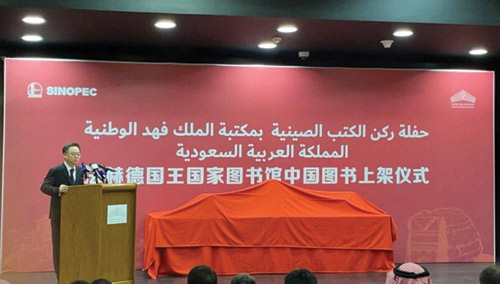 SINOPEC
حفلة ركن الكتب الصينية بمكتبة الملك فهد الوطنية
المملكة العربية السعودية
赫德国王国家图书馆中国图书上架仪式